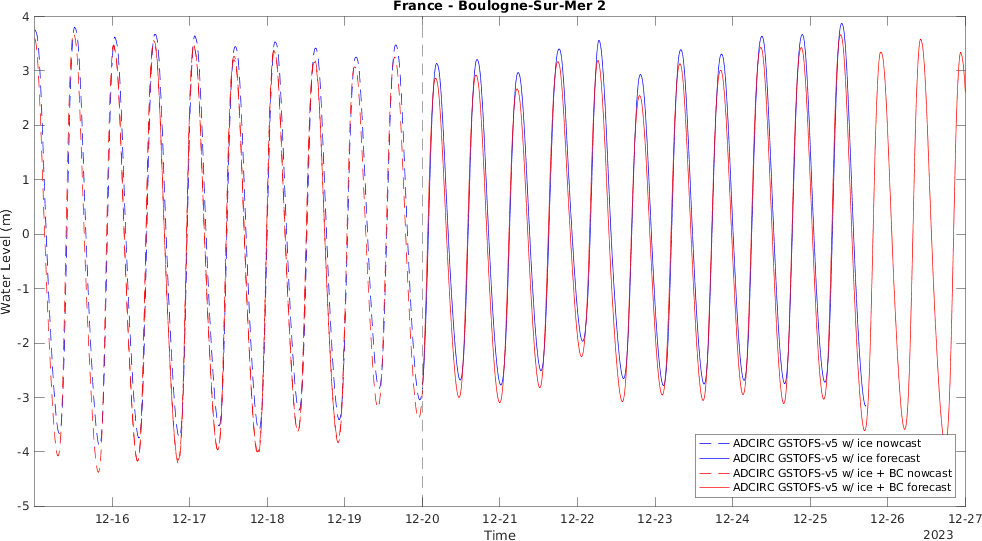 France - Boulogne-Sur-Mer 2
4
3
2
1
0
-1
-2
-3
-4
-5
Water Level (m)
ADCIRC GSTOFS-v5 w/ ice nowcast
ADCIRC GSTOFS-v5 w/ ice forecast
ADCIRC GSTOFS-v5 w/ ice + BC nowcast
ADCIRC GSTOFS-v5 w/ ice + BC forecast
12-16 12-17 12-18 12-19 12-20 12-21 12-22 12-23 12-24 12-25 12-26 12-27
Time
2023